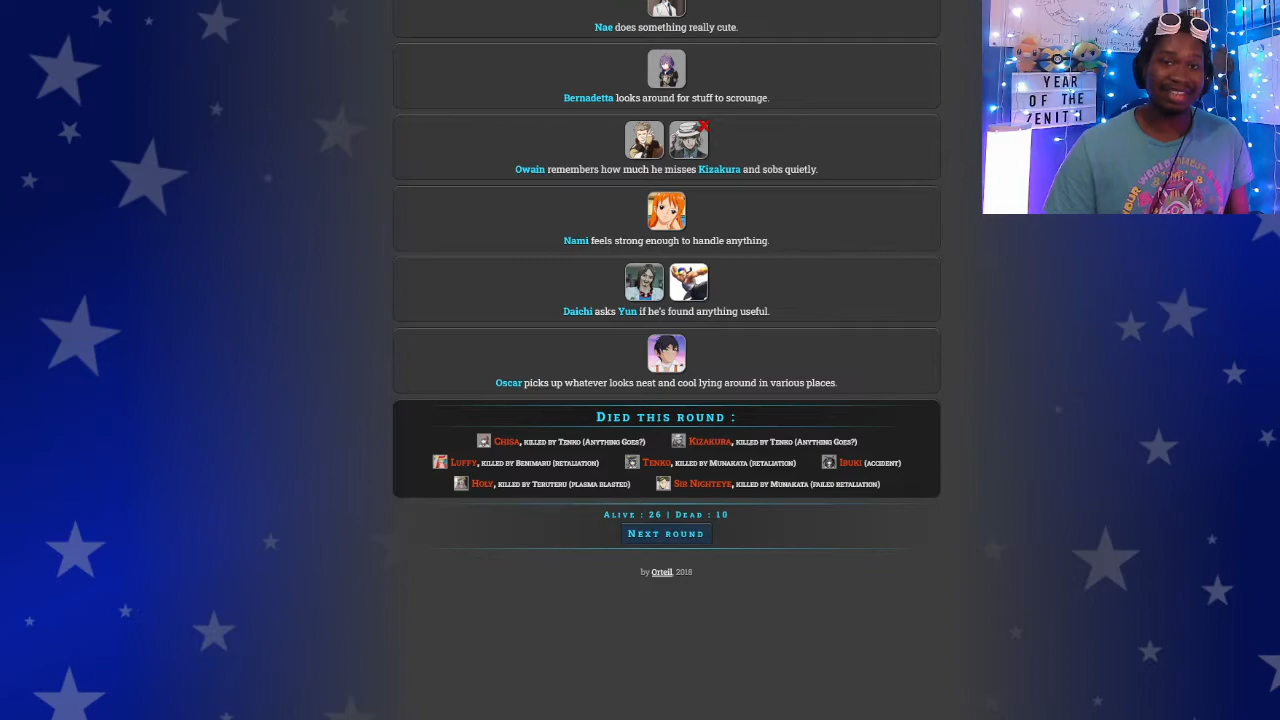 Nae does something really cute.
Bernadetta looks around for stuff to scrounge.
Owain remembers how much he misses Kizakura and sobs quietly.
Nami feels strong enough to handle anything.
Daichi asks Yun if he's found anything useful.
Oscar picks up whatever looks neat and cool lying around in various places.
Died this round :
Chisa, killed by Tenko (Anything Goes?) Kizakura, killed by Tenko (Anything Goes?)
Luffy, killed by Benimaru (retaliation) Tenko, killed by Munakata (retaliation) Ibuki (accident)
Holy, killed by Teruteru (plasma blasted) Sir Nighteye, killed by Munakata (failed retaliation)
Alive : 26 | Dead : 10
Next round
by Orteil, 2018
YEAR
OF THE
ZENITH